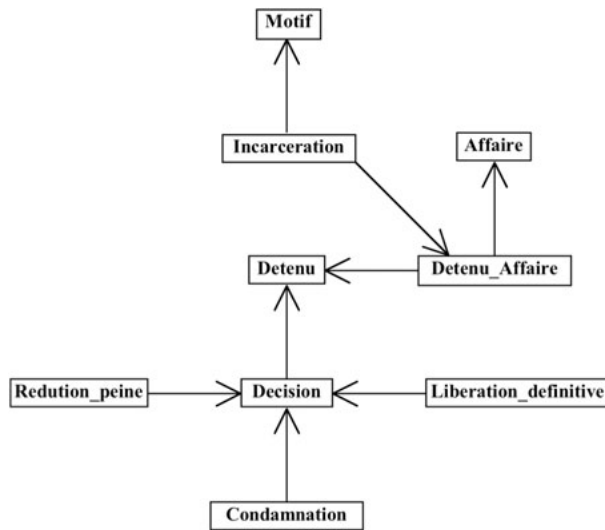 Motif
Incarceration
Affaire
Detenu
Detenu_Affaire
Redution_peine
Decision
Liberation_definitive
Condamnation